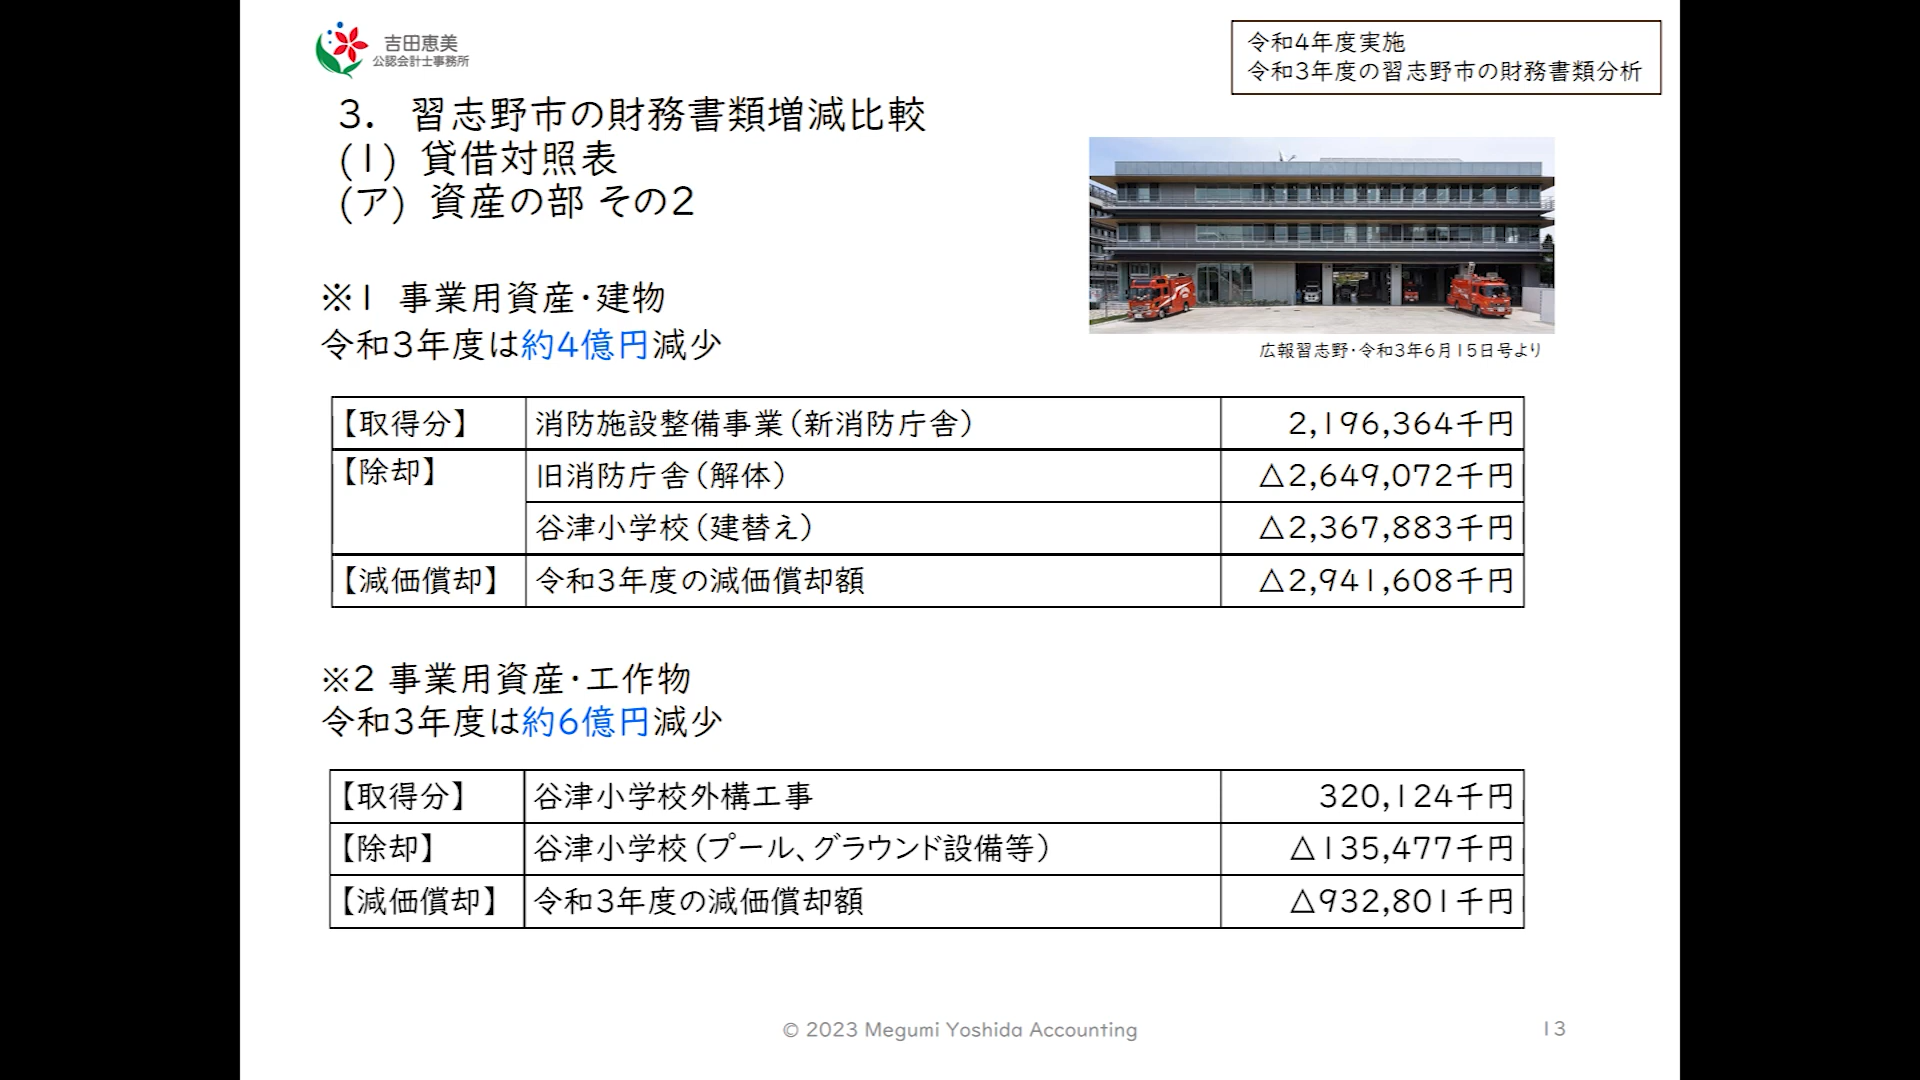 吉田恵美
公認会計士事務所
令和4年度実施
令和3年度の習志野市の財務書類分析
3. 習志野市の財務書類増減比較
(1) 貸借対照表
(ア) 資産の部 その2
※1 事業用資産・建物
令和3年度は約4億円減少
広報習志野・令和3年6月15日号より
【取得分】 消防施設整備事業（新消防庁舎） 2,196,364千円
【除却】 旧消防庁舎（解体） △2,649,072千円
谷津小学校（建替え） △2,367,883千円
【減価償却】 令和3年度の減価償却額 △2,941,608千円
※2 事業用資産・工作物
令和3年度は約6億円減少
【取得分】 谷津小学校外構工事 320,124千円
【除却】 谷津小学校（プール、グラウンド設備等） △135,477千円
【減価償却】 令和3年度の減価償却額 △932,801千円
© 2023 Megumi Yoshida Accounting
13